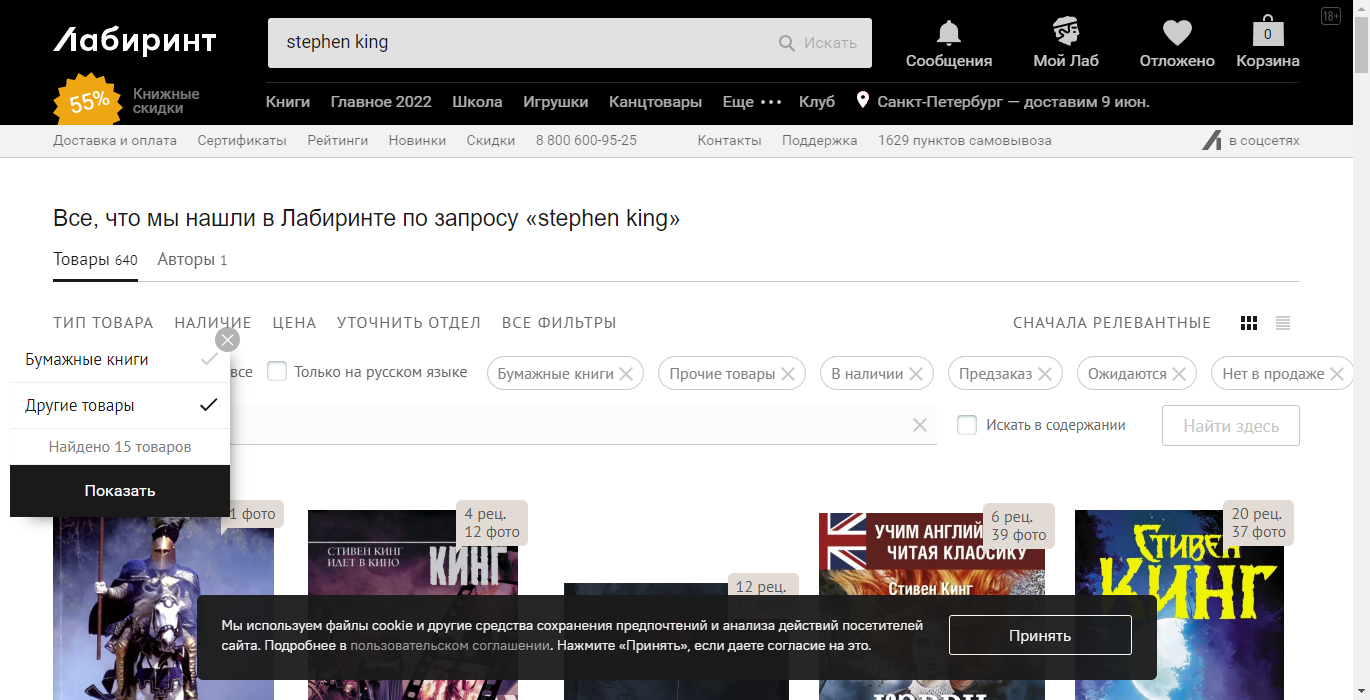 18+
Лабиринт
stephen king
Искать
Сообщения
Мой Лаб
Отложено
0
Корзина
55%
Книжные
скидки
Книги
Главное 2022
Школа
Игрушки
Канцтовары
Еще •••
Клуб
Санкт-Петербург — доставим 9 июн.
Доставка и оплата
Сертификаты
Рейтинги
Новинки
Скидки
8 800 600-95-25
Контакты
Поддержка
1629 пунктов самовывоза
в соцсетях
Все, что мы нашли в Лабиринте по запросу «stephen king»
Товары 640
Авторы 1
ТИП ТОВАРА
НАЛИЧИЕ
ЦЕНА
УТОЧНИТЬ ОТДЕЛ
ВСЕ ФИЛЬТРЫ
СНАЧАЛА РЕЛЕВАНТНЫЕ
Бумажные книги
Другие товары
Найдено 15 товаров
Показать
все
Только на русском языке
Бумажные книги
Прочие товары
В наличии
Предзаказ
Ожидаются
Нет в продаже
Искать в содержании
Найти здесь
1 фото
4 рец.
12 фото
СТИВЕН КИНГ
ИДЕТ В КИНО
КИНГ
12 рец.
6 рец.
39 фото
УЧИМ АНГЛИЙ
ЧИТАЯ КЛАССИКУ
Стивен Кинг
20 рец.
37 фото
Стивен
КИНГ
Мы используем файлы cookie и другие средства сохранения предпочтений и анализа действий посетителей
сайта. Подробнее в пользовательском соглашении. Нажмите «Принять», если даете согласие на это.
Принять